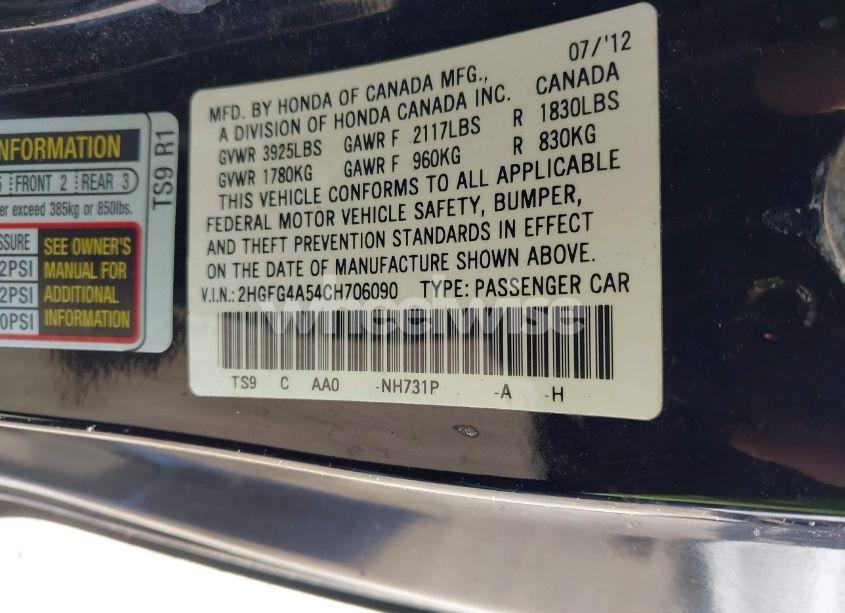 07/'12
MFD. BY HONDA OF CANADA MFG.,
A DIVISION OF HONDA CANADA INC. CANADA
GVWR 3925LBS GAWR F 2117LBS R 1830LBS
GVWR 1780KG GAWR F 960KG R 830KG
THIS VEHICLE CONFORMS TO ALL APPLICABLE
FEDERAL MOTOR VEHICLE SAFETY, BUMPER,
AND THEFT PREVENTION STANDARDS IN EFFECT
ON THE DATE OF MANUFACTURE SHOWN ABOVE.
V.I.N.: 2HGFG4A54CH706090 TYPE: PASSENGER CAR
Wheelwise
TS9 C AA0 -NH731P -A -H
NFORMATION
5 FRONT 2 REAR 3
er exceed 385kg or 850lbs.
SSURE SEE OWNER'S
2PSI MANUAL FOR
2PSI ADDITIONAL
0PSI INFORMATION
TS9 R1